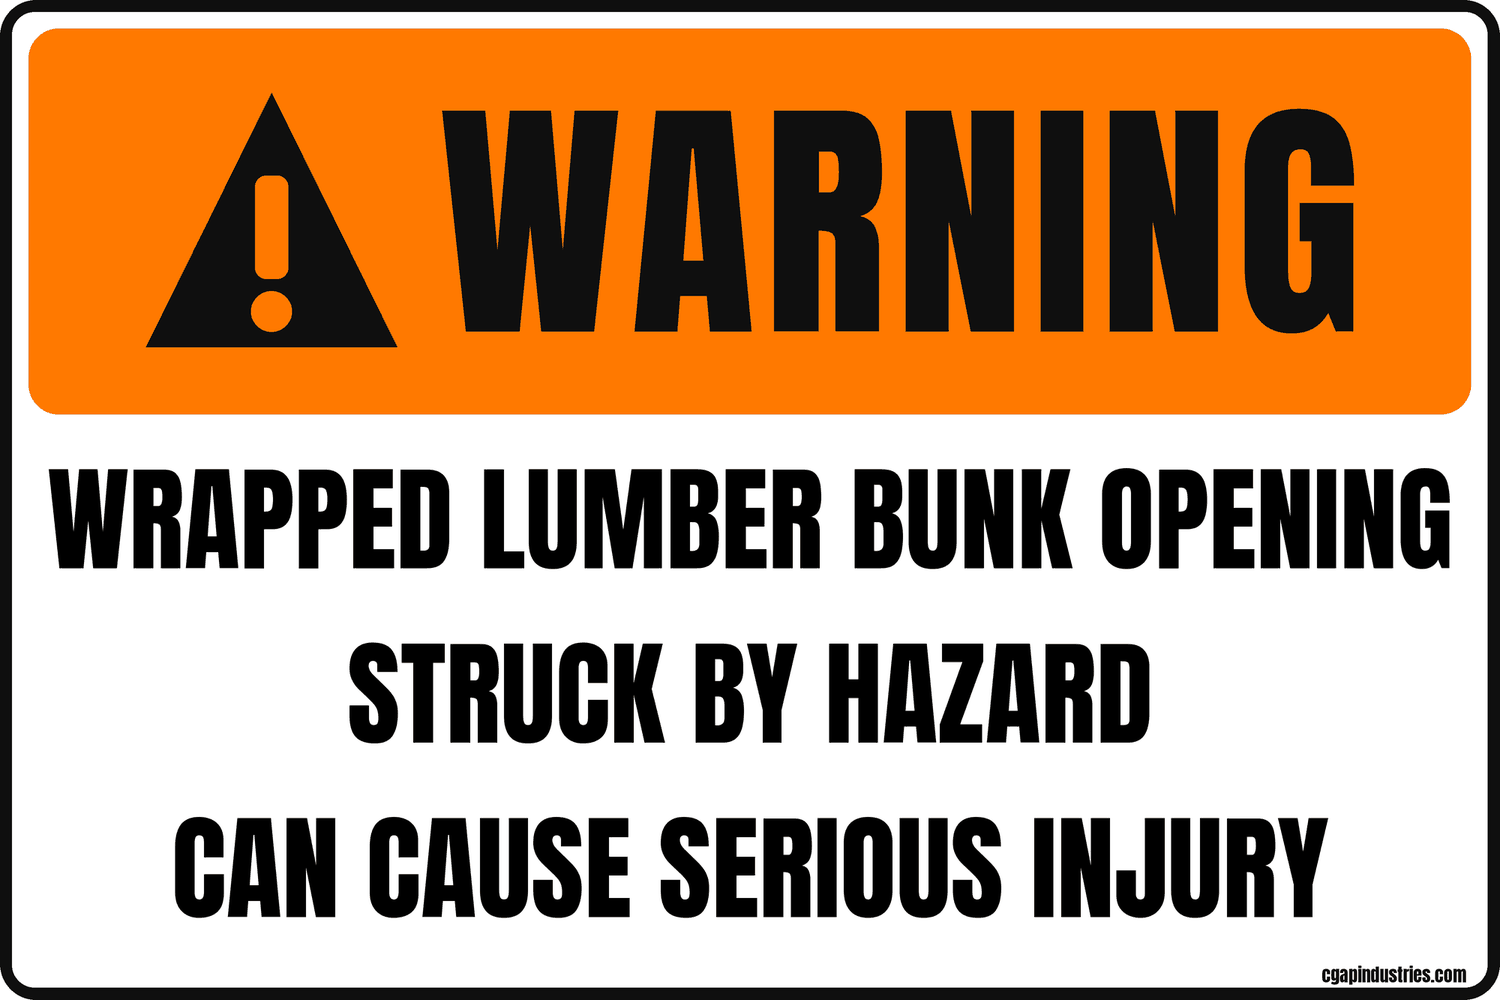 WARNING
WRAPPED LUMBER BUNK OPENING
STRUCK BY HAZARD
CAN CAUSE SERIOUS INJURY
cgapindustries.com